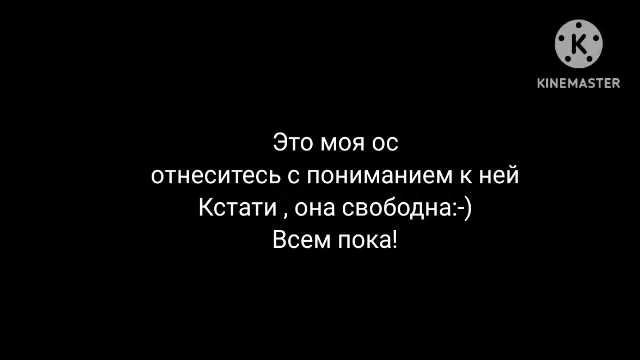 KINEMASTER
Это моя ос
отнеситесь с пониманием к ней
Кстати , она свободна:-)
Всем пока!